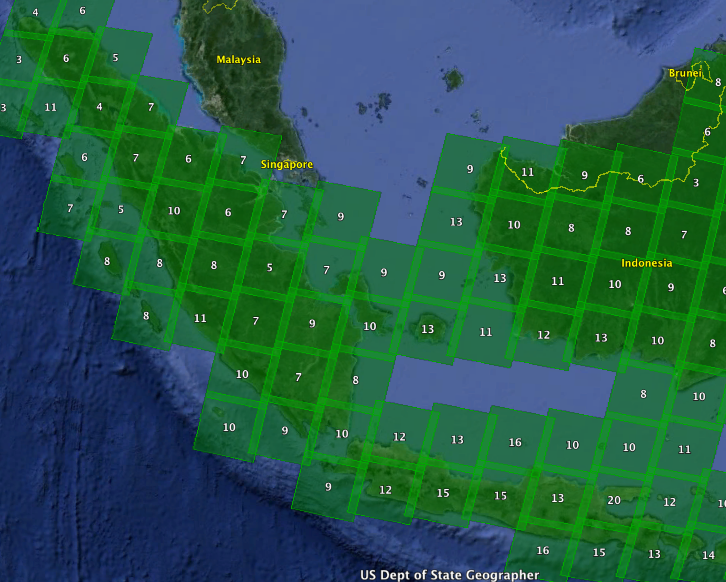 4 6
3 6 5
Malaysia
Brunei
8
3 11 4 7
6
6 7 6 7
Singapore
9 11 9 6 3
7 5 10 6 7 9
13 10 8 8 7
8 8 8 5 7 9 9 13 11 10 9
Indonesia
8 11 7 9 10 13 11 12 13 10 8
10 7 8 8 10
10 9 10 12 13 16 10 10 11
9 12 15 15 13 20 12
16 15 13 14
US Dept of State Geographer